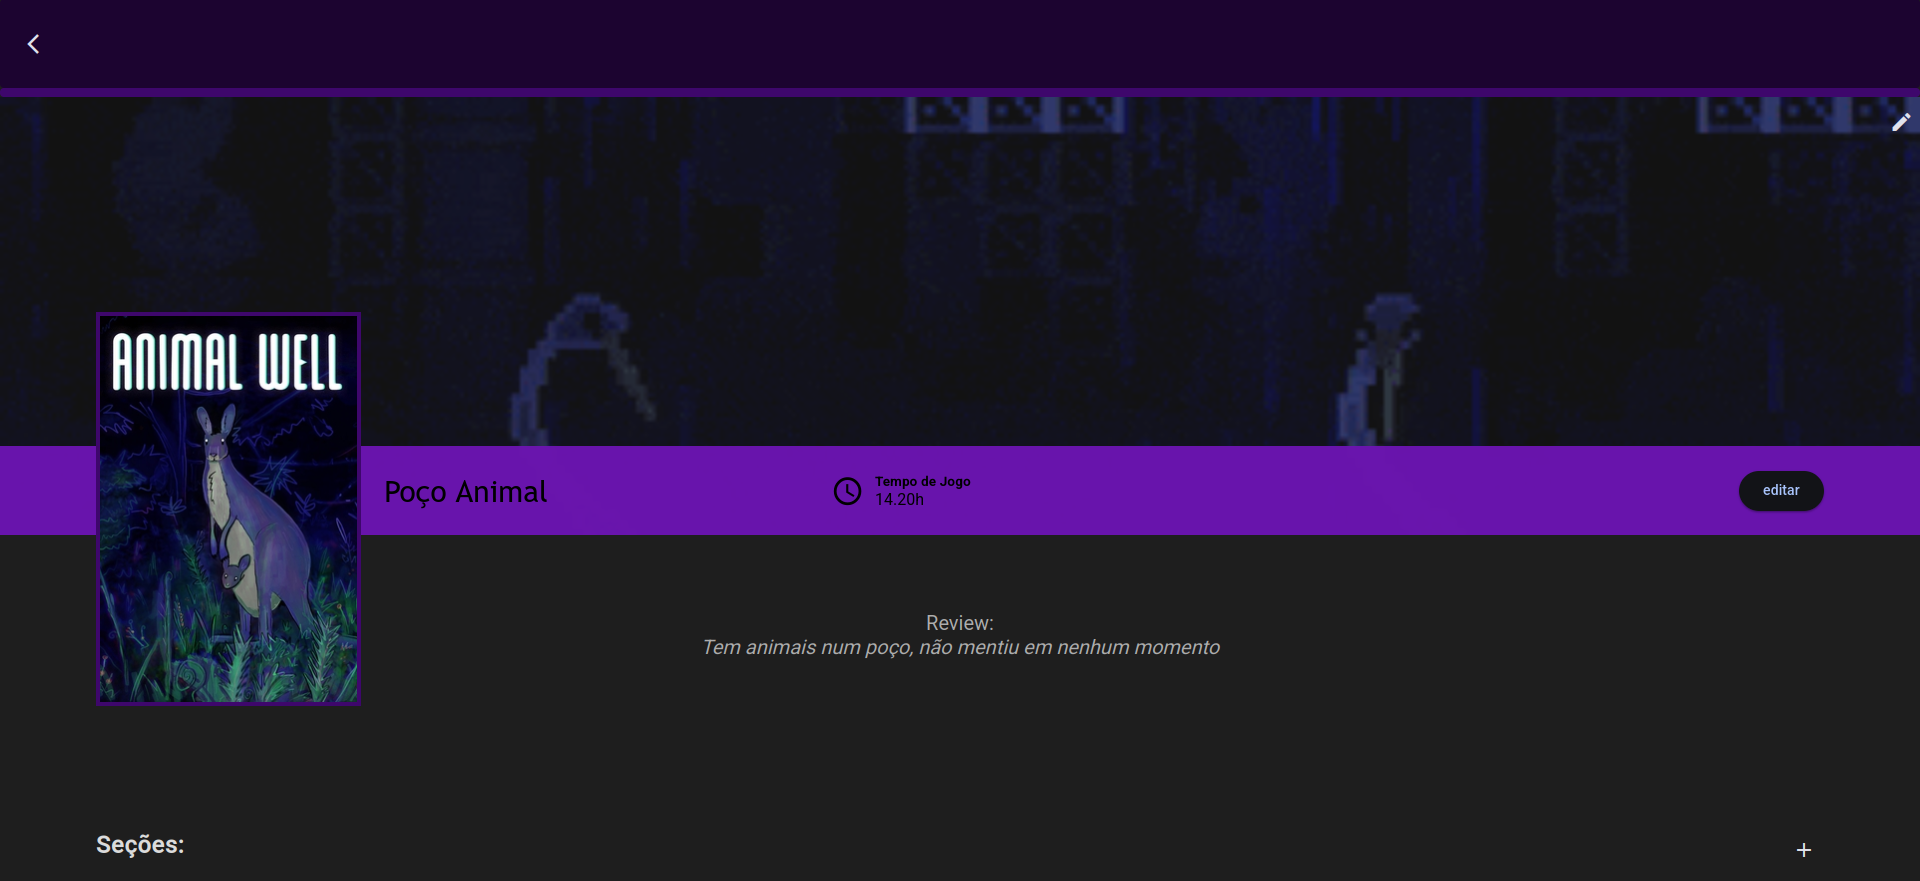 ANIMAL WELL
Poço Animal
Tempo de Jogo
14.20h
editar
Review:
Tem animais num poço, não mentiu em nenhum momento
Seções: